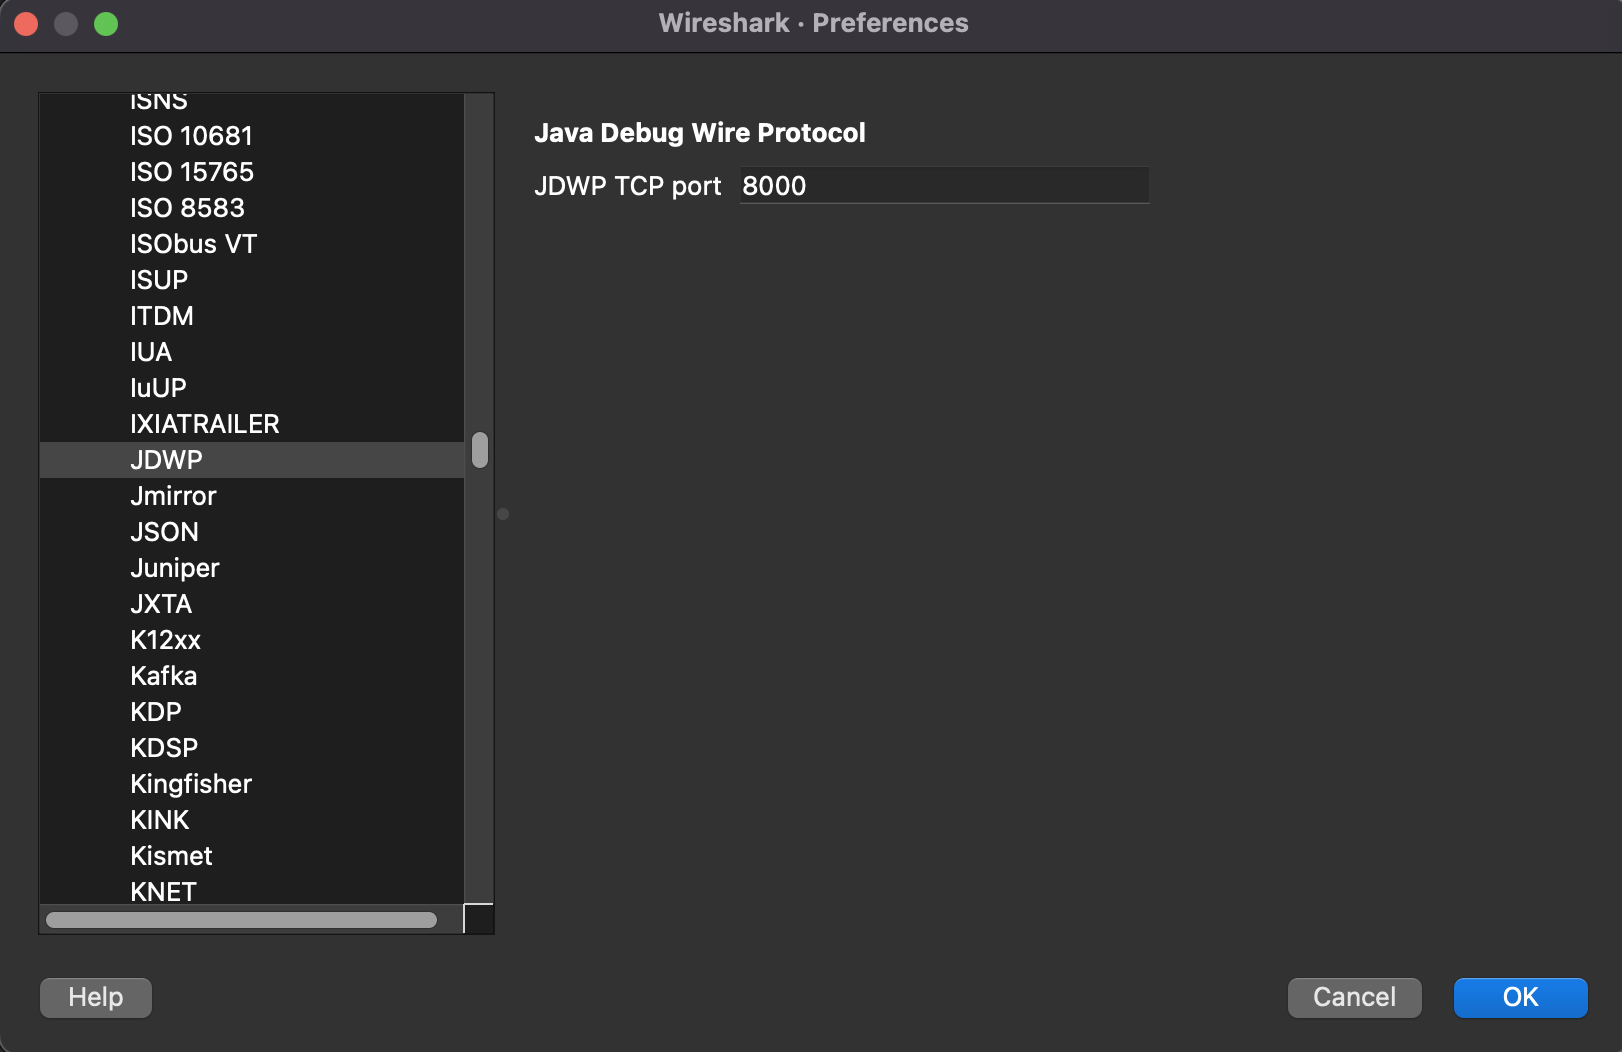 Wireshark · Preferences
iSNS
ISO 10681
ISO 15765
ISO 8583
ISObus VT
ISUP
ITDM
IUA
IuUP
IXIATRAILER
JDWP
Jmirror
JSON
Juniper
JXTA
K12xx
Kafka
KDP
KDSP
Kingfisher
KINK
Kismet
KNET
Java Debug Wire Protocol
JDWP TCP port 8000
Help
Cancel
OK